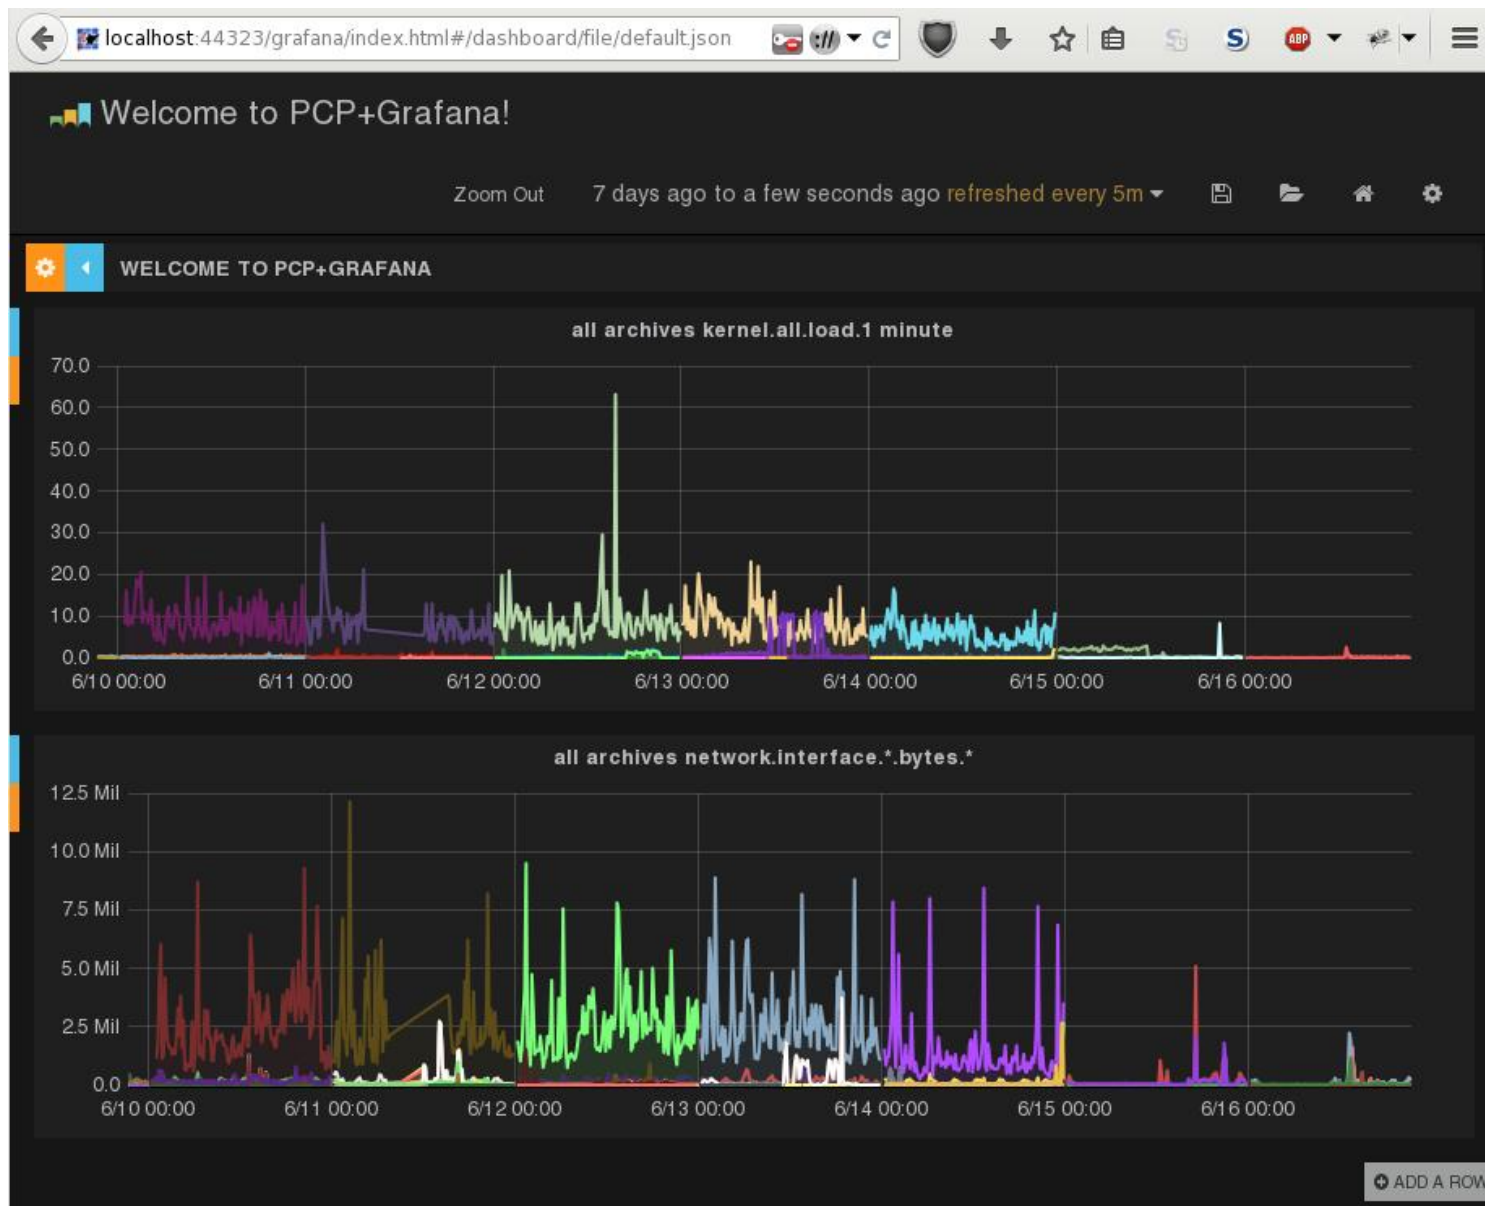 localhost:44323/grafana/index.html#/dashboard/file/default.json
ABP
Welcome to PCP+Grafana!
Zoom Out 7 days ago to a few seconds ago refreshed every 5m
WELCOME TO PCP+GRAFANA
all archives kernel.all.load.1 minute
70.0
60.0
50.0
40.0
30.0
20.0
10.0
0.0
6/10 00:00 6/11 00:00 6/12 00:00 6/13 00:00 6/14 00:00 6/15 00:00 6/16 00:00
all archives network.interface.*.bytes.*
12.5 Mil
10.0 Mil
7.5 Mil
5.0 Mil
2.5 Mil
0.0
6/10 00:00 6/11 00:00 6/12 00:00 6/13 00:00 6/14 00:00 6/15 00:00 6/16 00:00
ADD A ROW